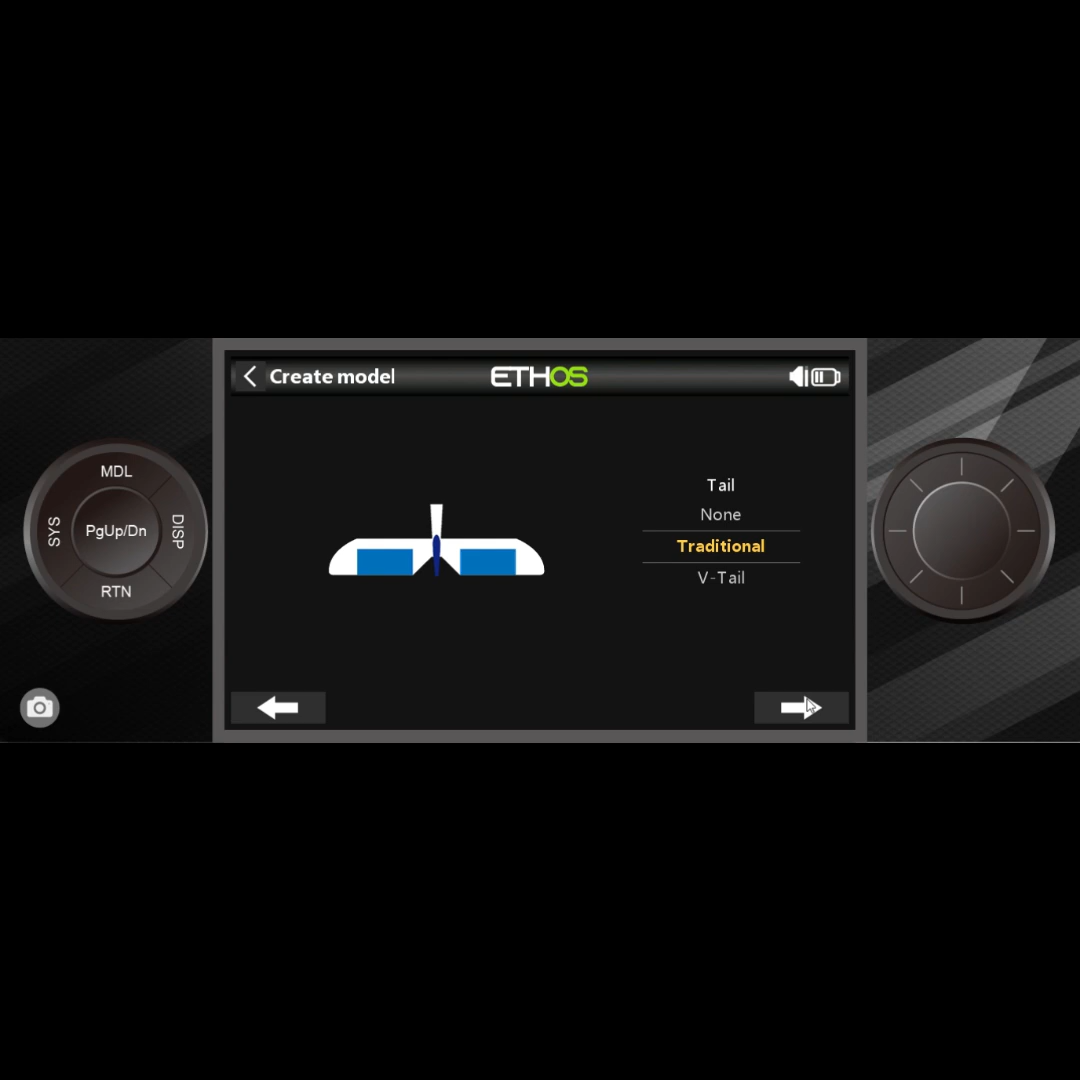 Create model
ETHOS
MDL
SYS
PgUp/Dn
DISP
RTN
Tail
None
Traditional
V-Tail